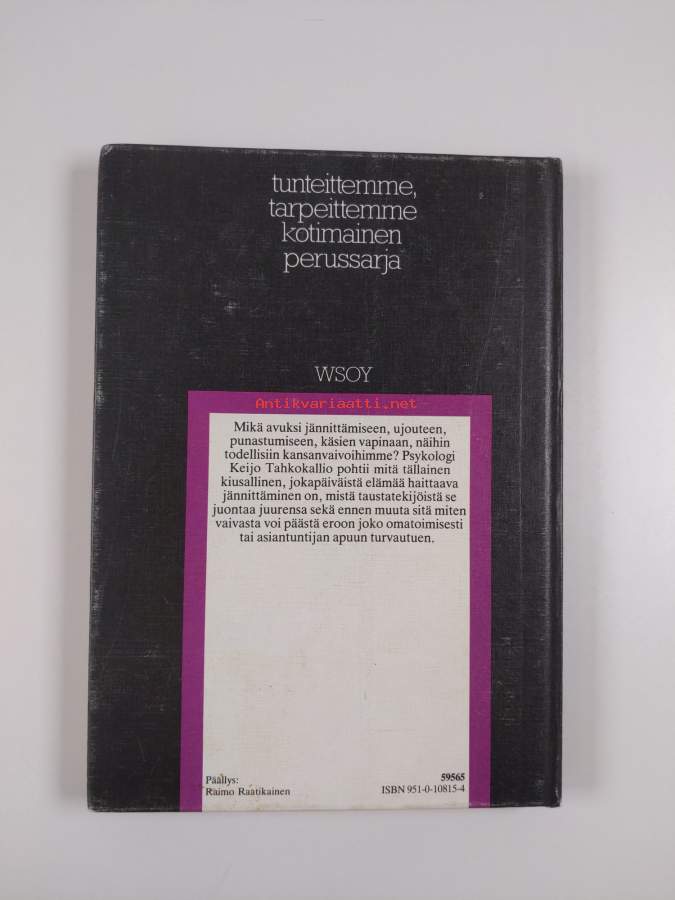 tunteittemme,
tarpeittemme
kotimainen
perussarja
WSOY
Antikvariaatti.net
Mikä avuksi jännittämiseen, ujouteen,
punastumiseen, käsien vapinaan, näihin
todellisiin kansanvaivoihimme? Psykologi
Keijo Tahkokallio pohtii mitä tällainen
kiusallinen, jokapäiväistä elämää haittaava
jännittäminen on, mistä taustatekijöistä se
juontaa juurensa sekä ennen muuta sitä miten
vaivasta voi päästä eroon joko omatoimisesti
tai asiantuntijan apuun turvautuen.
Päällys:
Raimo Raatikainen
59565
ISBN 951-0-10815-4